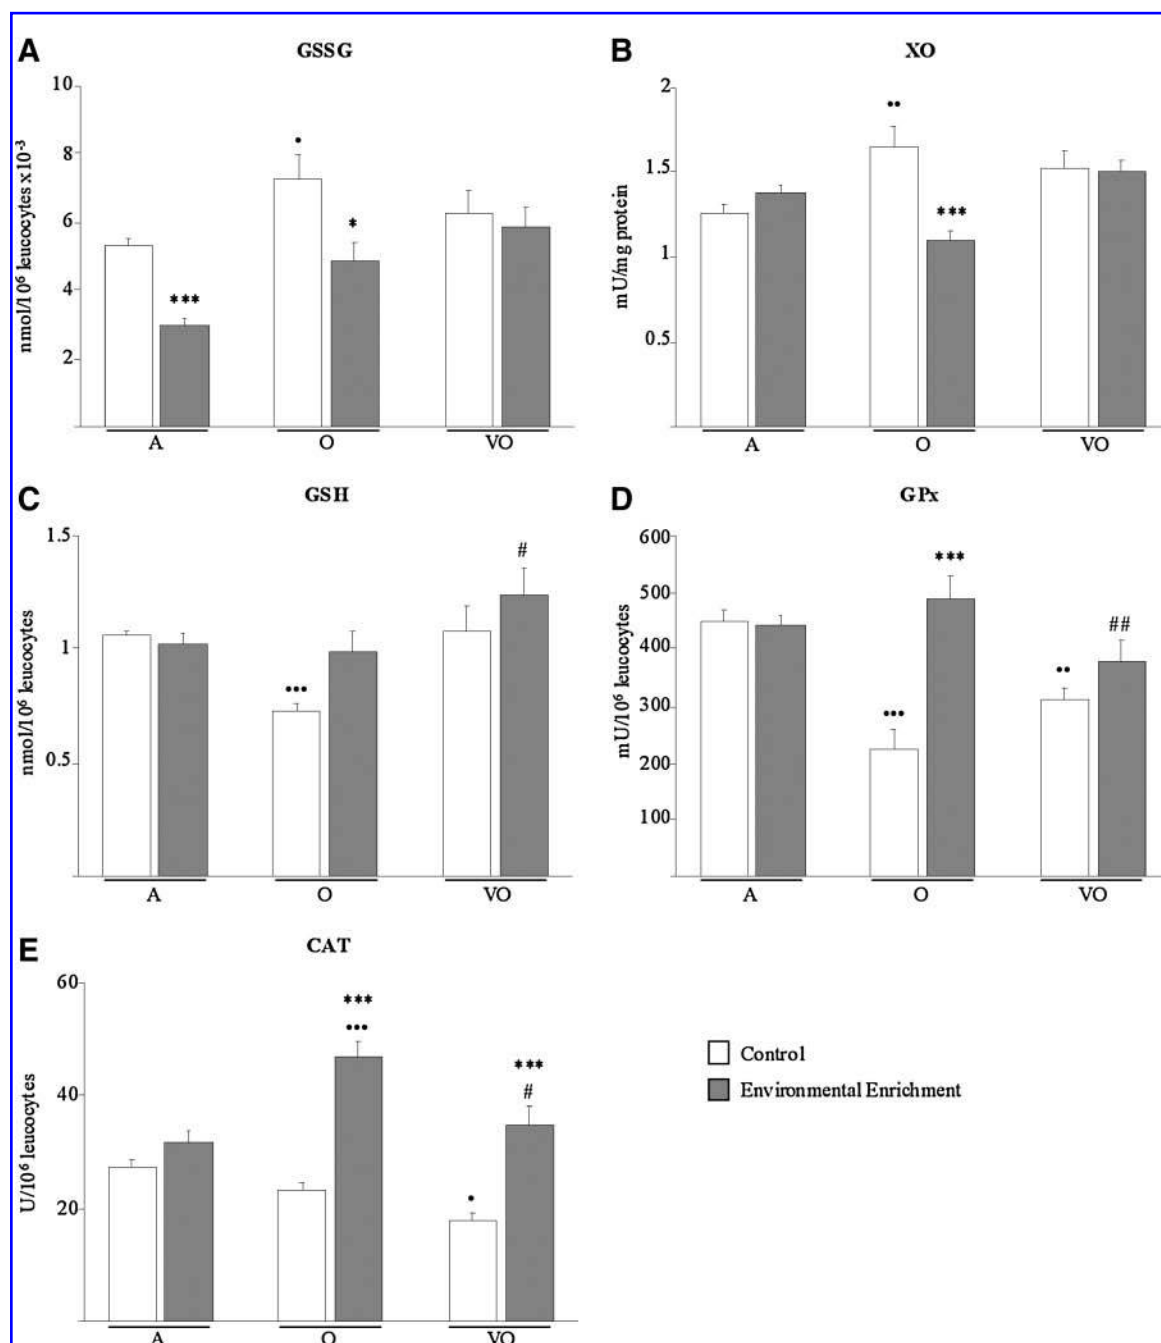 A GSSG
nmol/10⁶ leucocytes x10⁻³
10
8
6
4
2
***
•
*
A O VO
B XO
mU/mg protein
2
1.5
1
0.5
••
***
A O VO
C GSH
nmol/10⁶ leucocytes
1.5
1
0.5
•••
#
A O VO
D GPx
mU/10⁶ leucocytes
600
500
400
300
200
100
•••
***
••
##
A O VO
E CAT
U/10⁶ leucocytes
60
40
20
***
•••
•
***
#
A O VO
Control
Environmental Enrichment